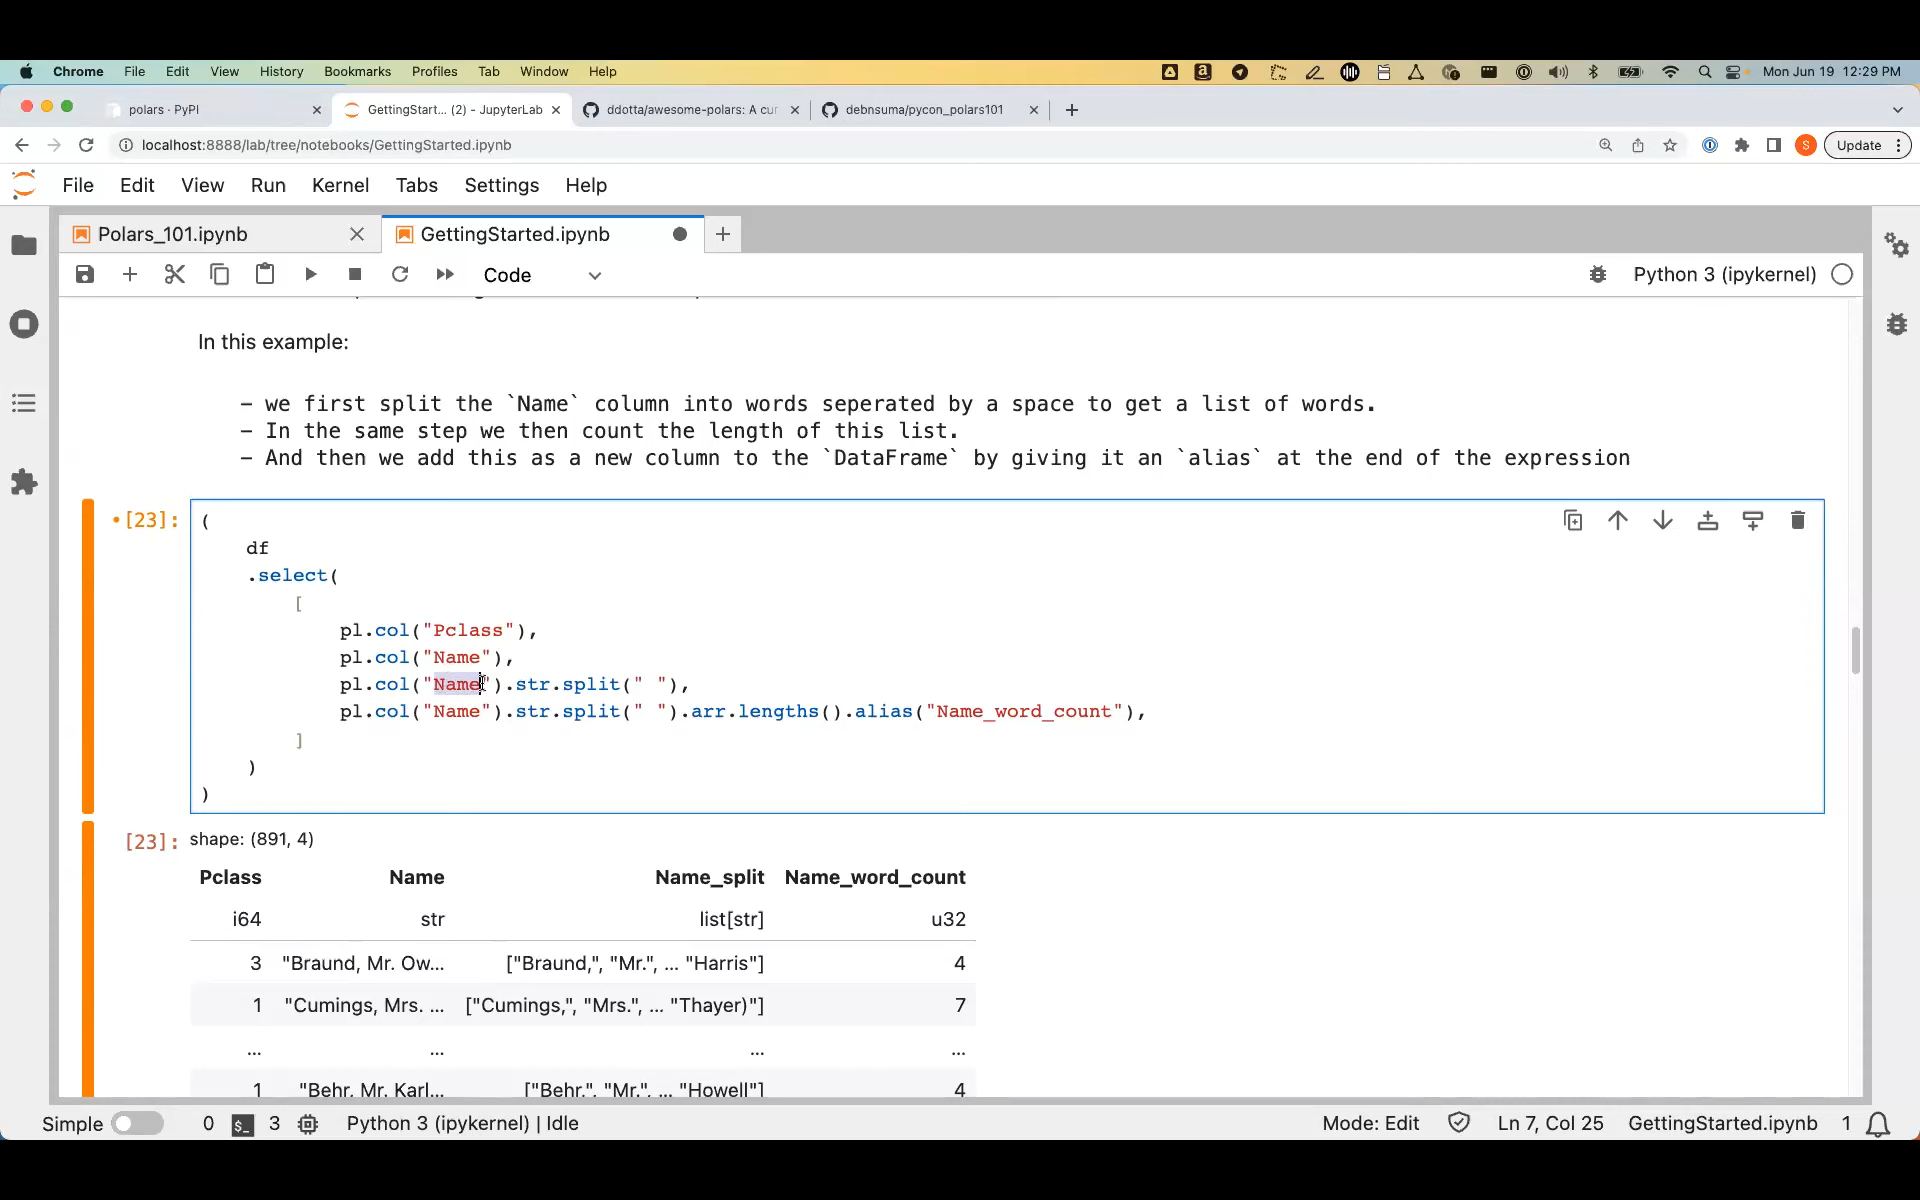 Chrome File Edit View History Bookmarks Profiles Tab Window Help Mon Jun 19 12:29 PM
polars · PyPI GettingStart... (2) - JupyterLab ddotta/awesome-polars: A cur debnsuma/pycon_polars101
localhost:8888/lab/tree/notebooks/GettingStarted.ipynb S Update
File Edit View Run Kernel Tabs Settings Help
Polars_101.ipynb GettingStarted.ipynb
Code Python 3 (ipykernel)
In this example:
– we first split the `Name` column into words seperated by a space to get a list of words.
– In the same step we then count the length of this list.
– And then we add this as a new column to the `DataFrame` by giving it an `alias` at the end of the expression
[23]: (
df
.select(
[
pl.col("Pclass"),
pl.col("Name"),
pl.col("Name").str.split(" "),
pl.col("Name").str.split(" ").arr.lengths().alias("Name_word_count"),
]
)
)
[23]: shape: (891, 4)
Pclass Name Name_split Name_word_count
i64 str list[str] u32
3 "Braund, Mr. Ow... ["Braund,", "Mr.", ... "Harris"] 4
1 "Cumings, Mrs. ... ["Cumings,", "Mrs.", ... "Thayer)"] 7
... ... ... ...
1 "Behr, Mr. Karl... ["Behr,", "Mr.", ... "Howell"] 4
Simple 0 $_ 3 Python 3 (ipykernel) | Idle Mode: Edit Ln 7, Col 25 GettingStarted.ipynb 1